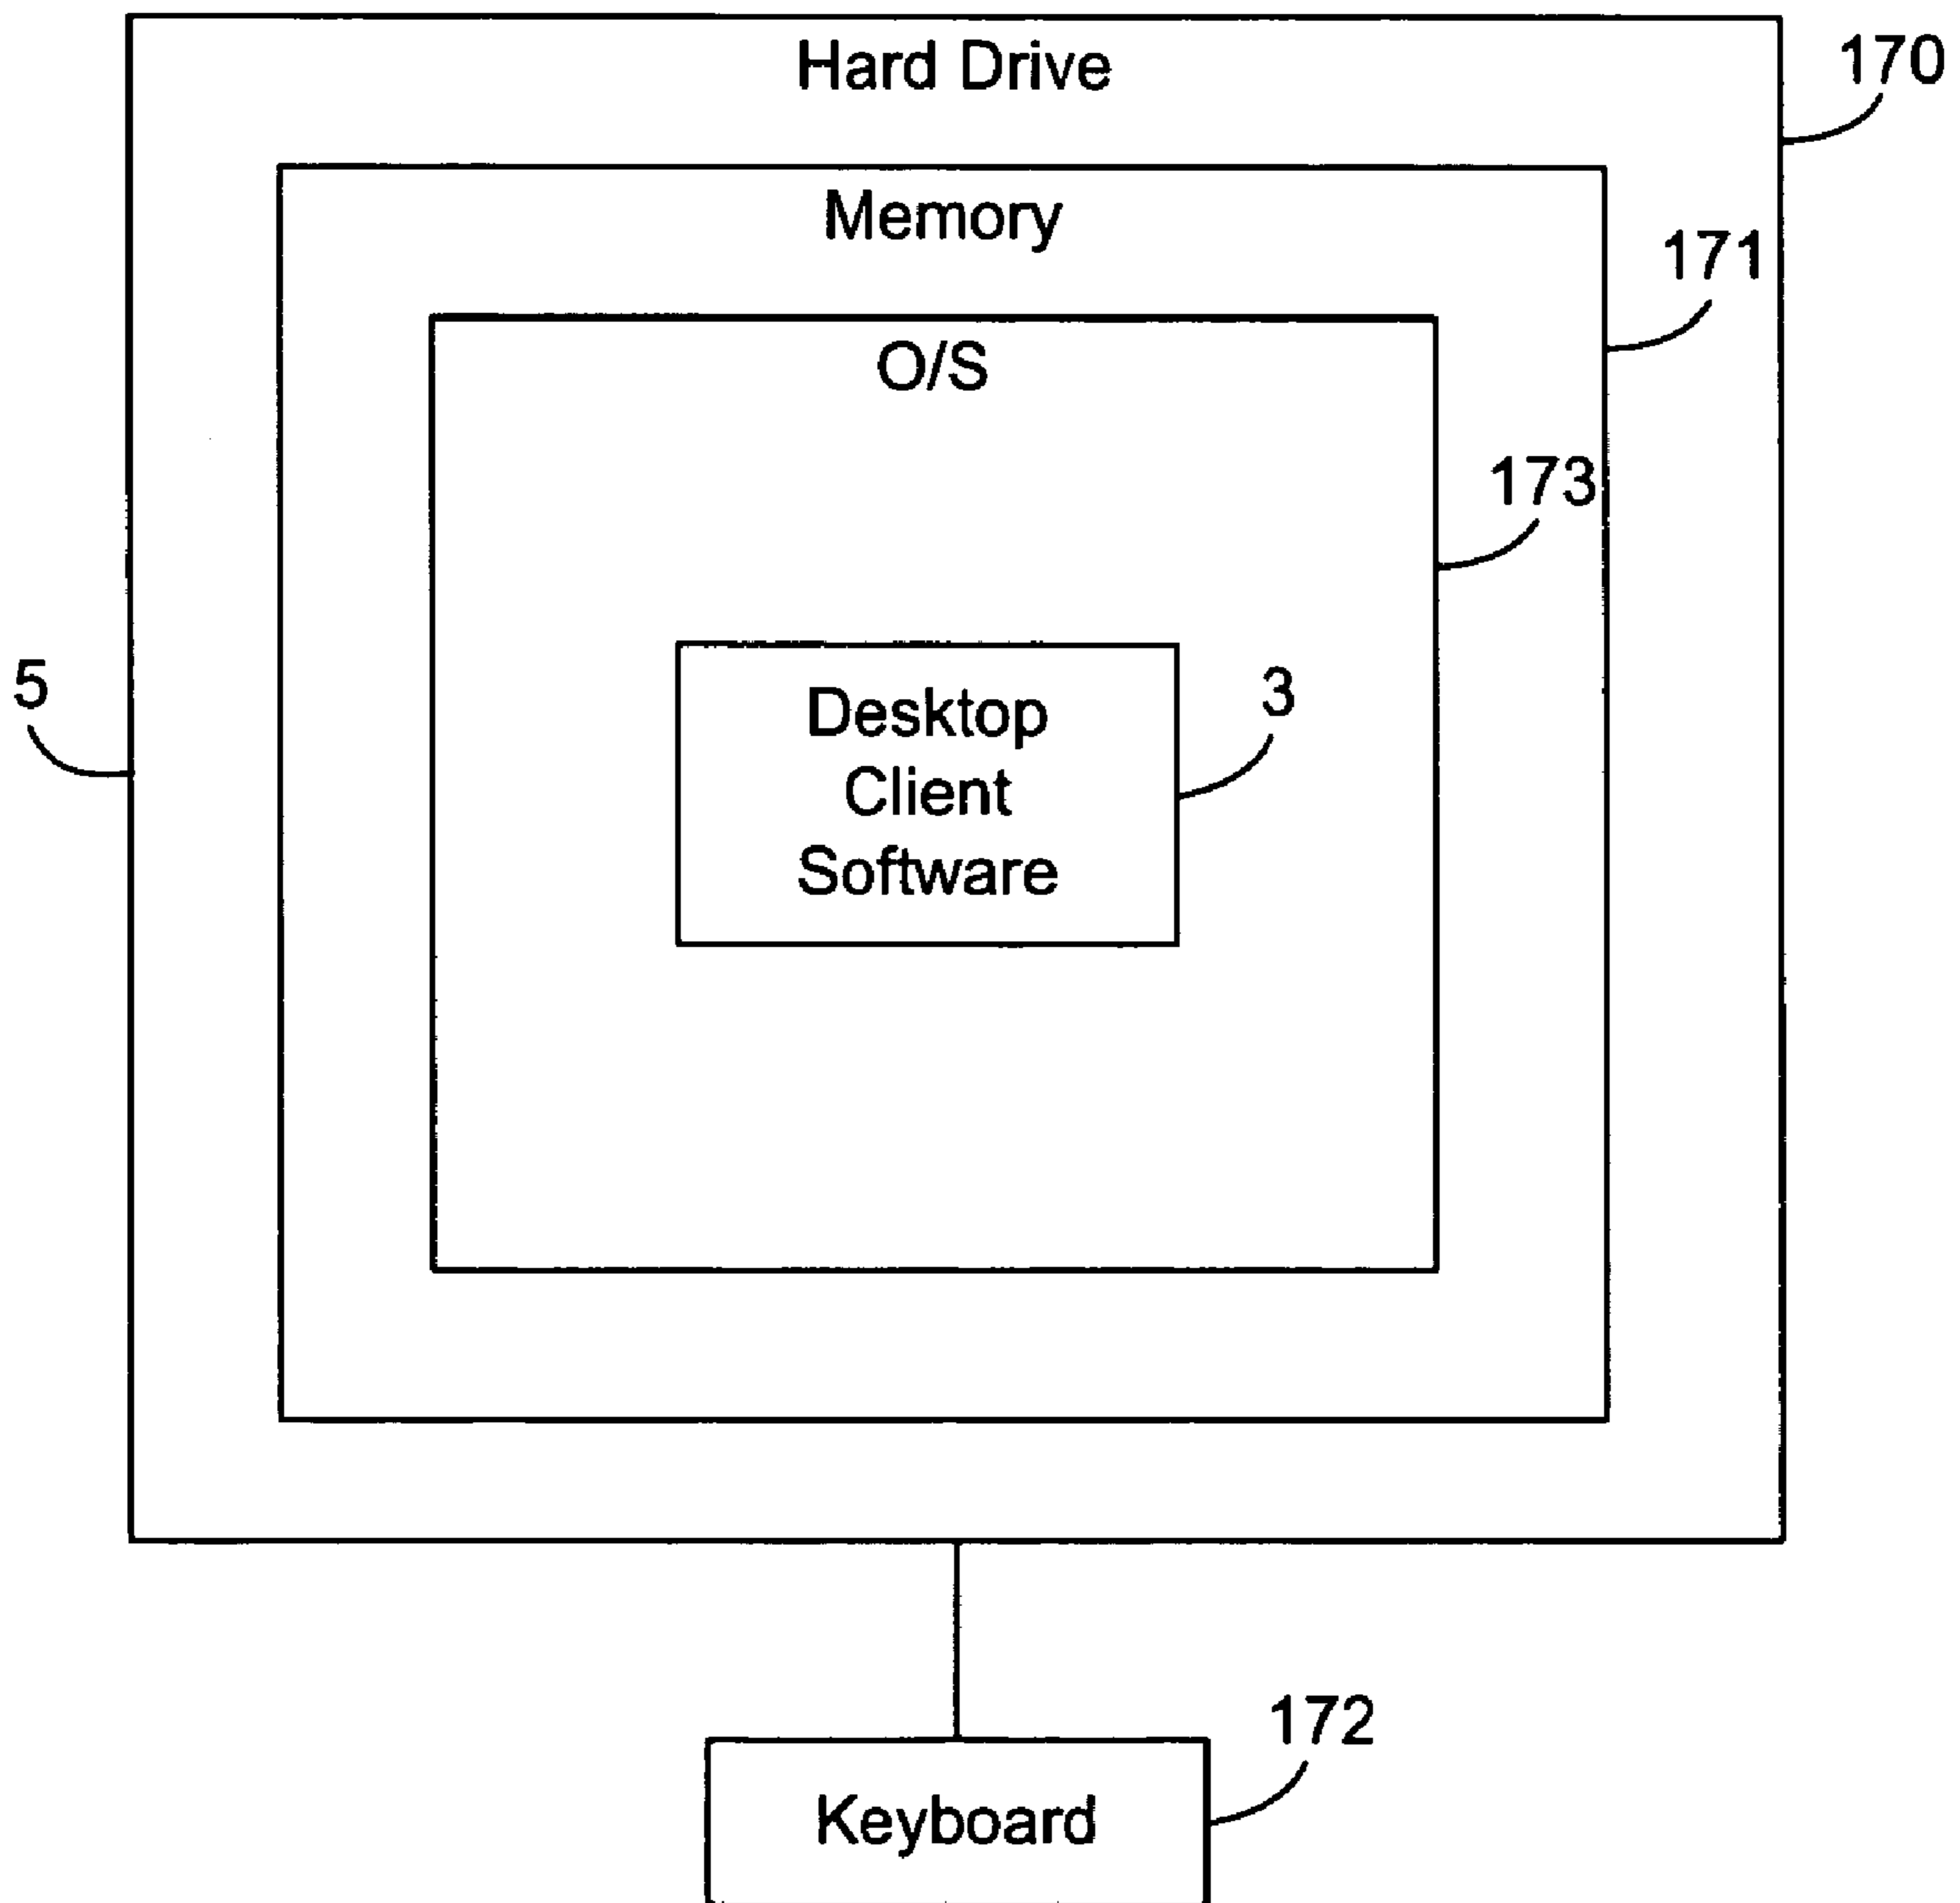 Hard Drive
170
Memory
171
O/S
173
5
Desktop
Client
Software
3
172
Keyboard